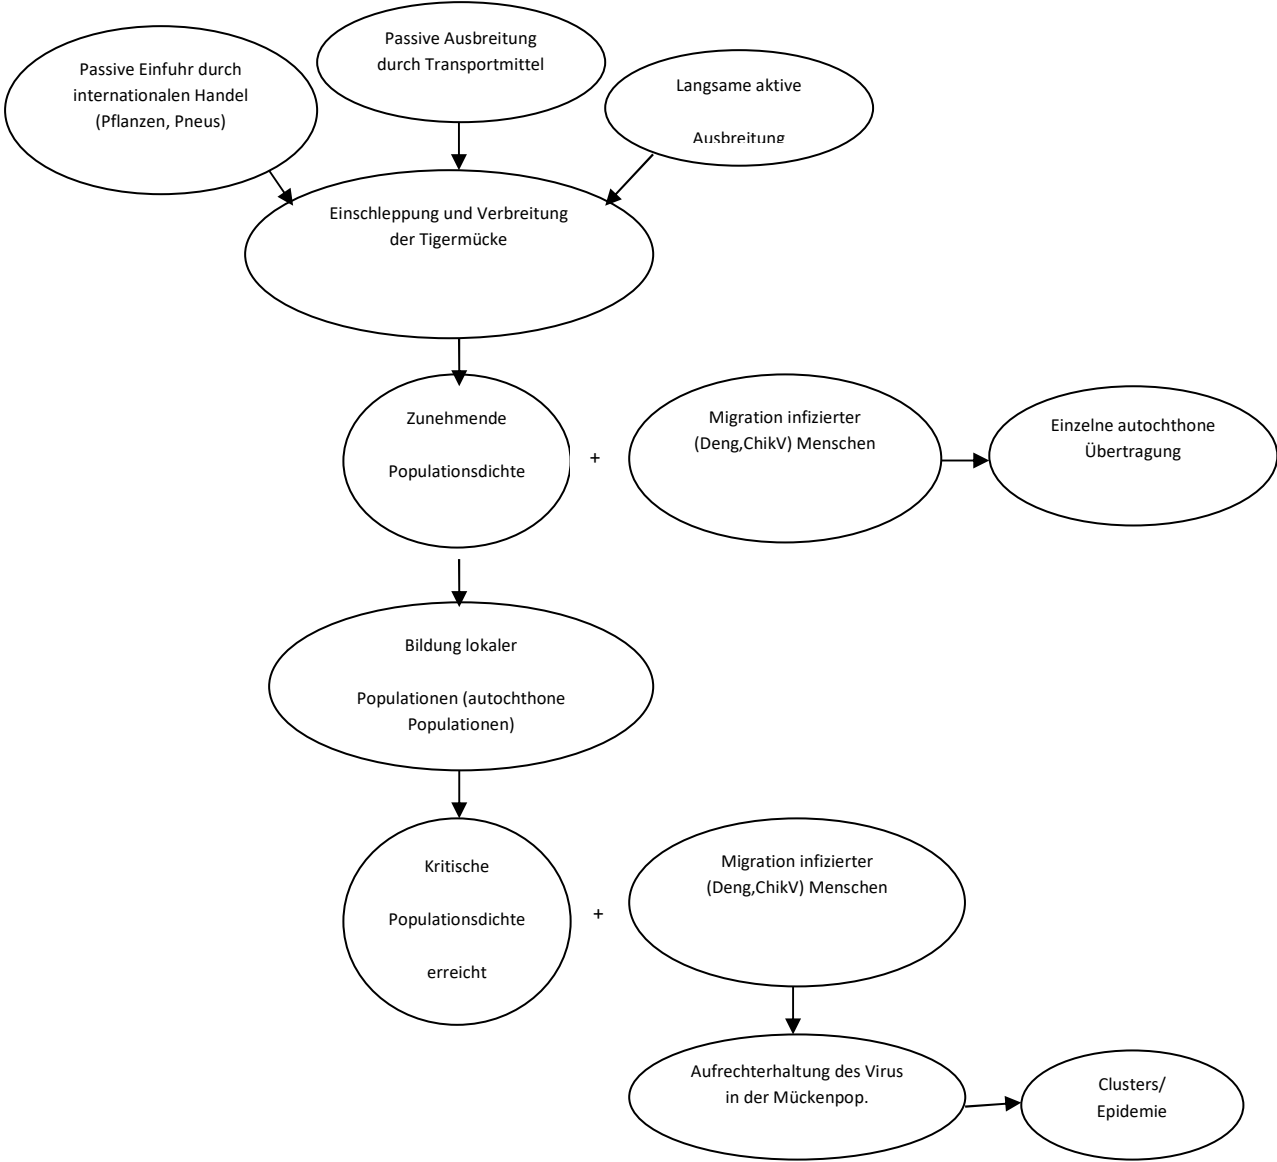 Passive Einfuhr durch
internationalen Handel
(Pflanzen, Pneus)
Passive Ausbreitung
durch Transportmittel
Langsame aktive
Ausbreitung
Einschleppung und Verbreitung
der Tigermücke
Zunehmende
Populationsdichte
+
Migration infizierter
(Deng,ChikV) Menschen
Einzelne autochthone
Übertragung
Bildung lokaler
Populationen (autochthone
Populationen)
Kritische
Populationsdichte
erreicht
+
Migration infizierter
(Deng,ChikV) Menschen
Aufrechterhaltung des Virus
in der Mückenpop.
Clusters/
Epidemie